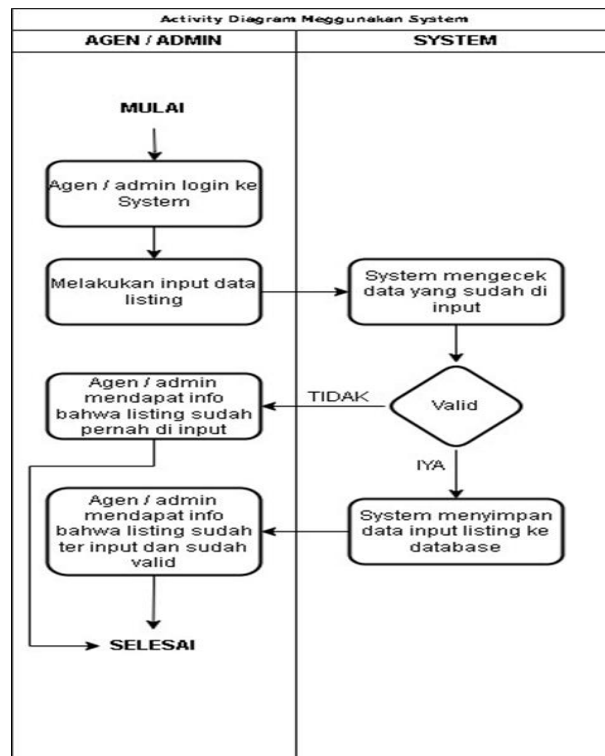 Activity Diagram Meggunakan System
AGEN / ADMIN
SYSTEM
MULAI
Agen / admin login ke
System
Melakukan input data
listing
System mengecek
data yang sudah di
input
Valid
TIDAK
Agen / admin
mendapat info
bahwa listing sudah
pernah di input
IYA
System menyimpan
data input listing ke
database
Agen / admin
mendapat info
bahwa listing sudah
ter input dan sudah
valid
SELESAI